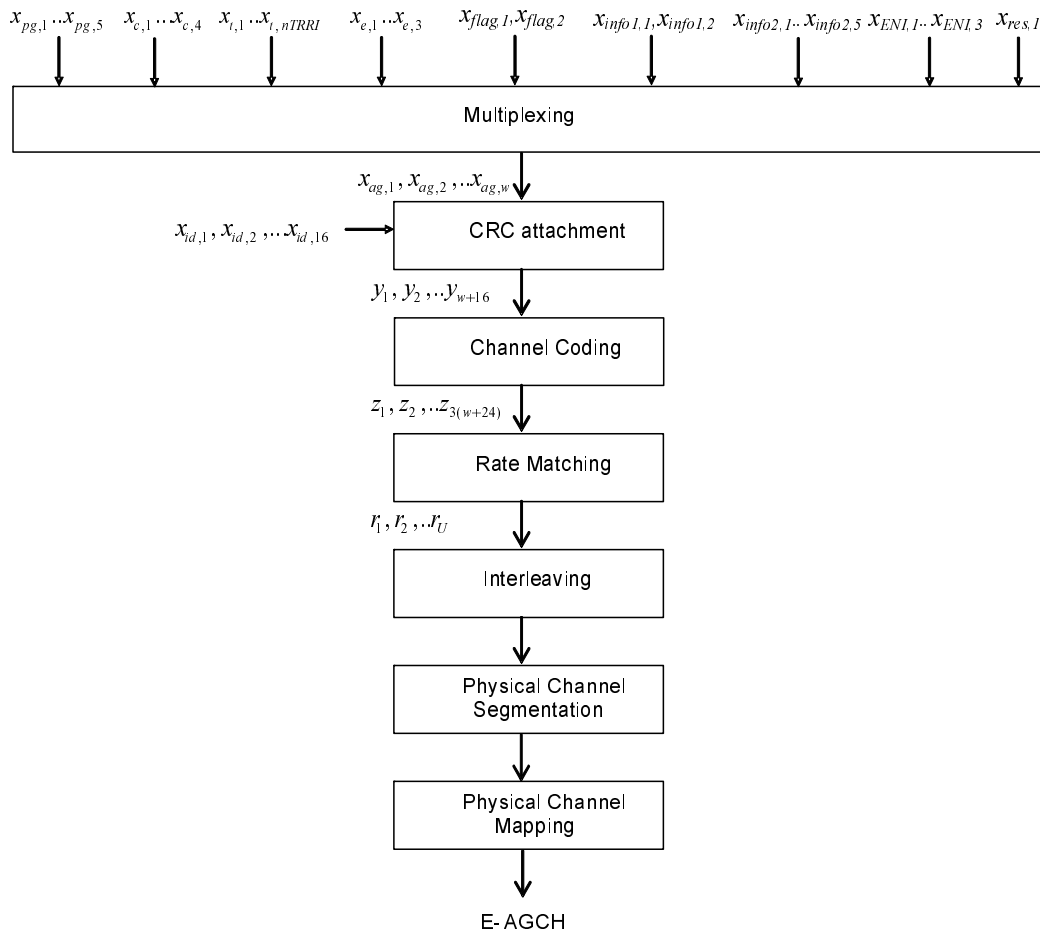 x_{pg,1}..x_{pg,5} x_{c,1}..x_{c,4} x_{t,1}..x_{t,nTRRI} x_{e,1}..x_{e,3} x_{flag,1},x_{flag,2} x_{info1,1},x_{info1,2} x_{info2,1}..x_{info2,5} x_{ENI,1}..x_{ENI,3} x_{res,1}
Multiplexing
x_{ag,1}, x_{ag,2},..x_{ag,w}
CRC attachment
x_{id,1}, x_{id,2},...x_{id,16}
y_1, y_2,..y_{w+16}
Channel Coding
z_1, z_2,..z_{3(w+24)}
Rate Matching
r_1, r_2,..r_U
Interleaving
Physical Channel
Segmentation
Physical Channel
Mapping
E- AGCH